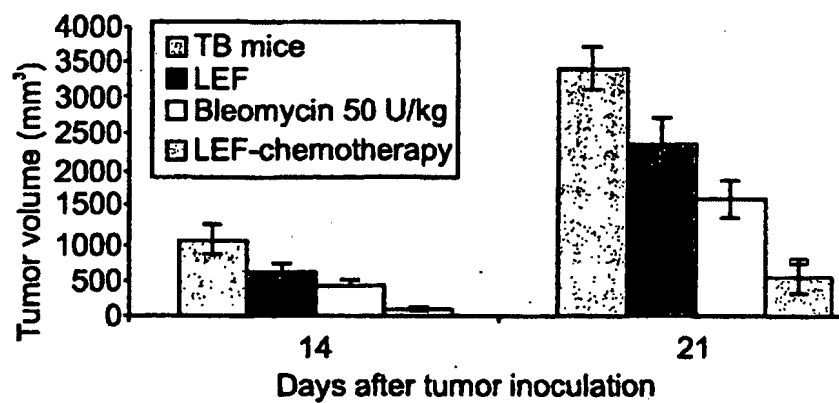 Tumor volume (mm³)
4000
3500
3000
2500
2000
1500
1000
500
0
TB mice
LEF
Bleomycin 50 U/kg
LEF-chemotherapy
14
21
Days after tumor inoculation